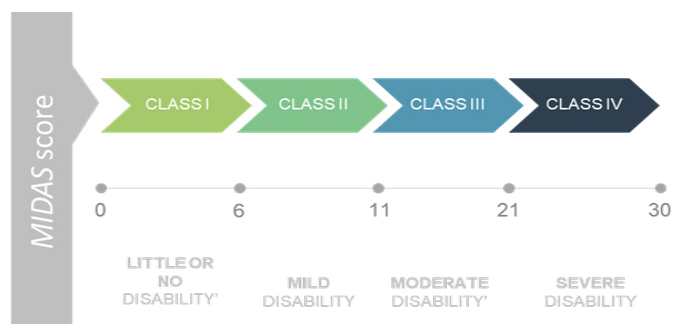 MIDAS score
CLASS I
CLASS II
CLASS III
CLASS IV
0
6
11
21
30
LITTLE OR
NO
DISABILITY'
MILD
DISABILITY
MODERATE
DISABILITY'
SEVERE
DISABILITY